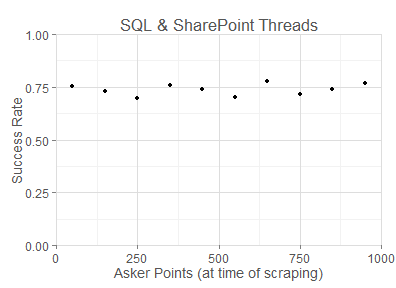 SQL & SharePoint Threads
1.00
0.75
0.50
0.25
0.00
Success Rate
0 250 500 750 1000
Asker Points (at time of scraping)